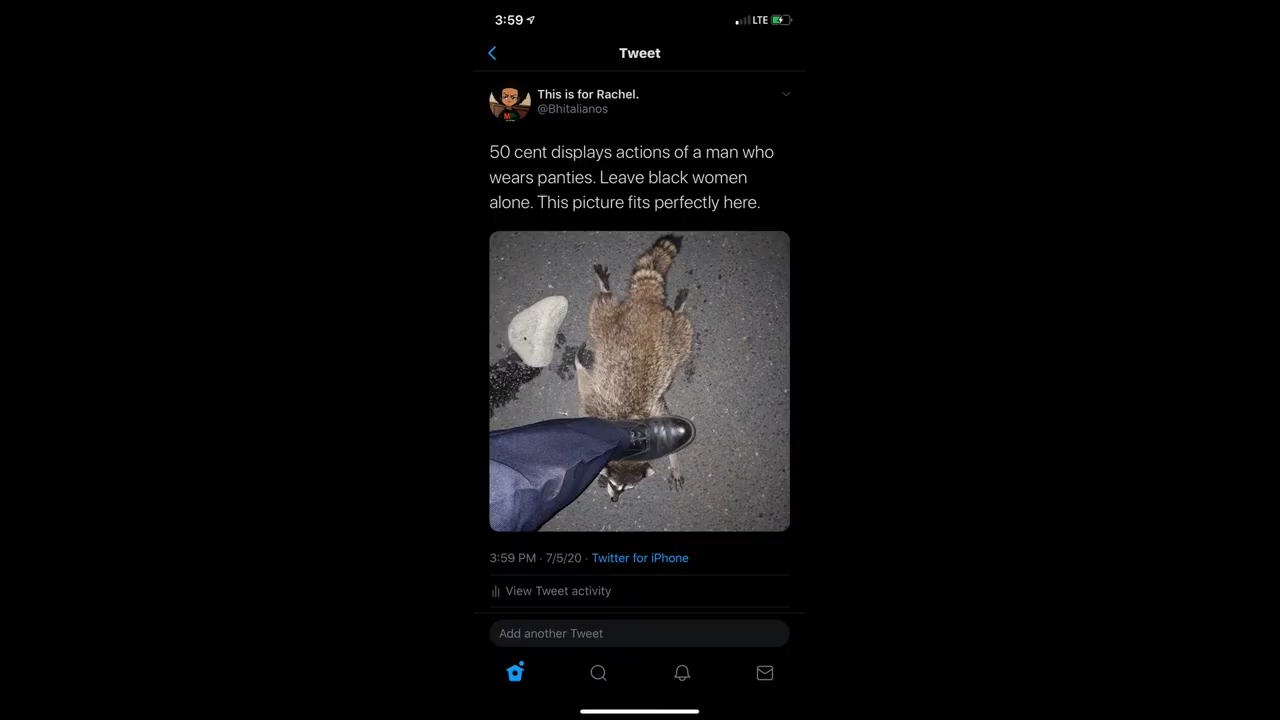 3:59 LTE
Tweet
This is for Rachel.
@Bhitalianos
50 cent displays actions of a man who
wears panties. Leave black women
alone. This picture fits perfectly here.
3:59 PM · 7/5/20 · Twitter for iPhone
View Tweet activity
Add another Tweet